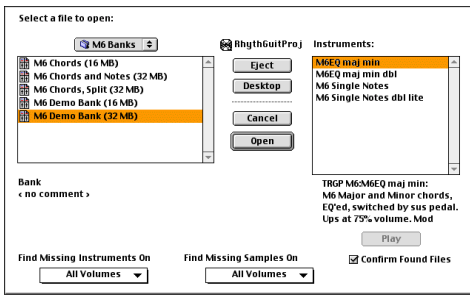 Select a file to open:
M6 Banks
RhythGuitProj
Instruments:
M6 Chords (16 MB)
M6 Chords and Notes (32 MB)
M6 Chords, Split (32 MB)
M6 Demo Bank (16 MB)
M6 Demo Bank (32 MB)
Eject
Desktop
Cancel
Open
M6EQ maj min
M6EQ maj min dbl
M6 Single Notes
M6 Single Notes dbl lite
Bank
‹ no comment ›
TRGP M6:M6EQ maj min:
M6 Major and Minor chords,
EQ'ed, switched by sus pedal.
Ups at 75% volume. Mod
Play
Find Missing Instruments On
Find Missing Samples On
Confirm Found Files
All Volumes
All Volumes